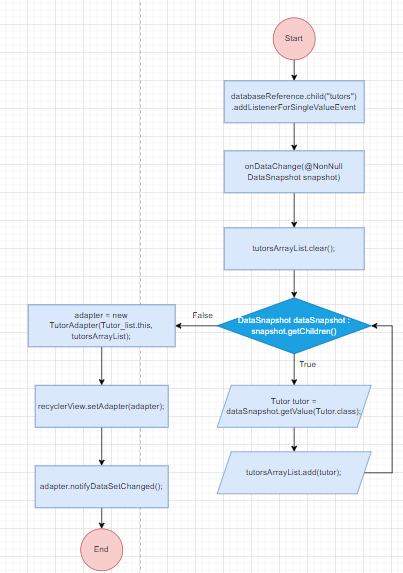 Start
databaseReference.child("tutors")
.addListenerForSingleValueEvent
onDataChange(@NonNull
DataSnapshot snapshot)
tutorsArrayList.clear();
DataSnapshot dataSnapshot :
snapshot.getChildren()
False
True
adapter = new
TutorAdapter(Tutor_list.this,
tutorsArrayList);
recyclerView.setAdapter(adapter);
adapter.notifyDataSetChanged();
End
Tutor tutor =
dataSnapshot.getValue(Tutor.class);
tutorsArrayList.add(tutor);